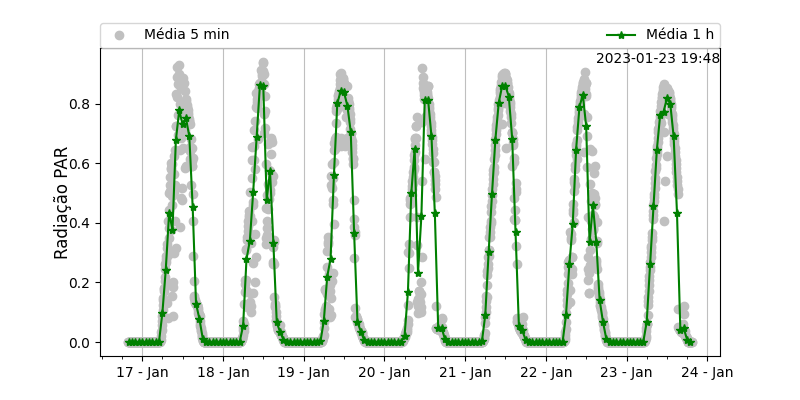 Média 5 min
Média 1 h
2023-01-23 19:48
Radiação PAR
0.8
0.6
0.4
0.2
0.0
17 - Jan
18 - Jan
19 - Jan
20 - Jan
21 - Jan
22 - Jan
23 - Jan
24 - Jan